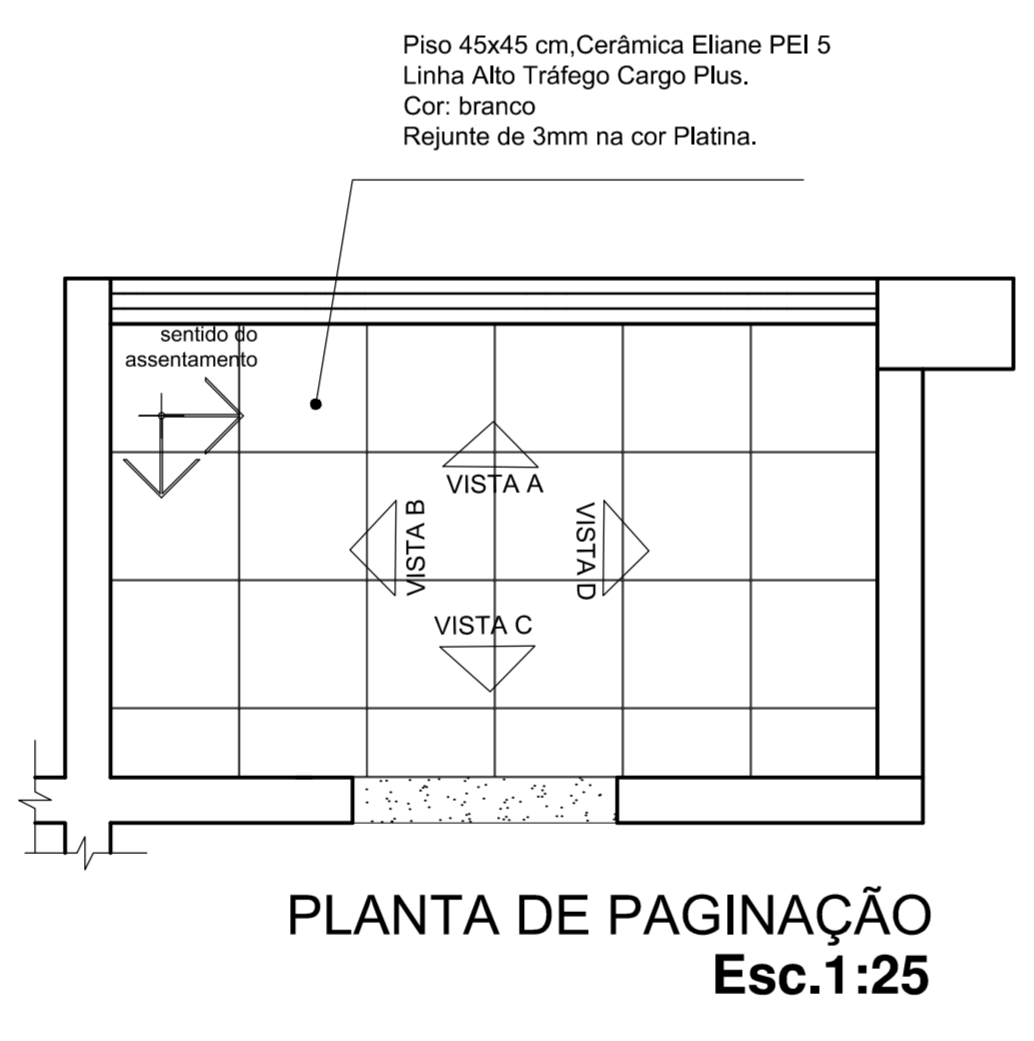 Piso 45x45 cm,Cerâmica Eliane PEI 5
Linha Alto Tráfego Cargo Plus.
Cor: branco
Rejunte de 3mm na cor Platina.
sentido do
assentamento
VISTA A
VISTA B
VISTA D
VISTA C
PLANTA DE PAGINAÇÃO
Esc.1:25